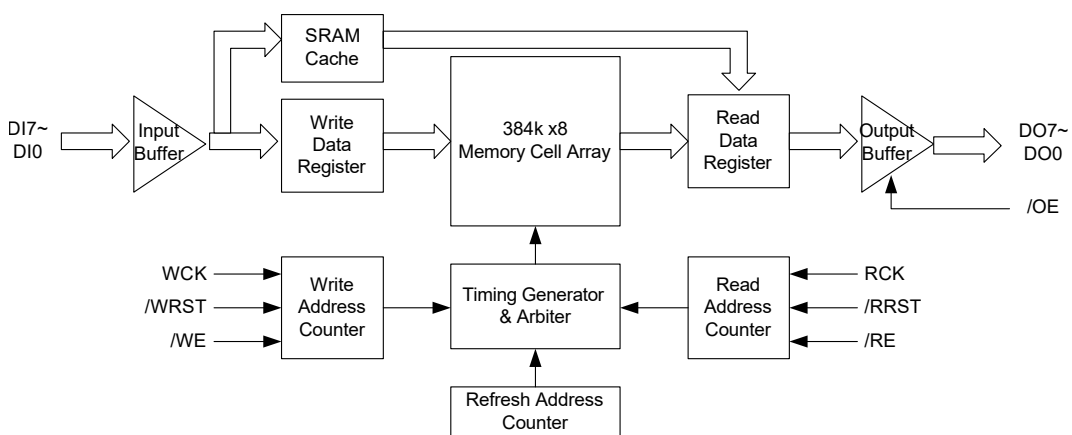 SRAM
Cache
DI7~
DI0
Input
Buffer
Write
Data
Register
384k x8
Memory Cell Array
Read
Data
Register
Output
Buffer
DO7~
DO0
/OE
WCK
/WRST
/WE
Write
Address
Counter
Timing Generator
& Arbiter
Read
Address
Counter
RCK
/RRST
/RE
Refresh Address
Counter